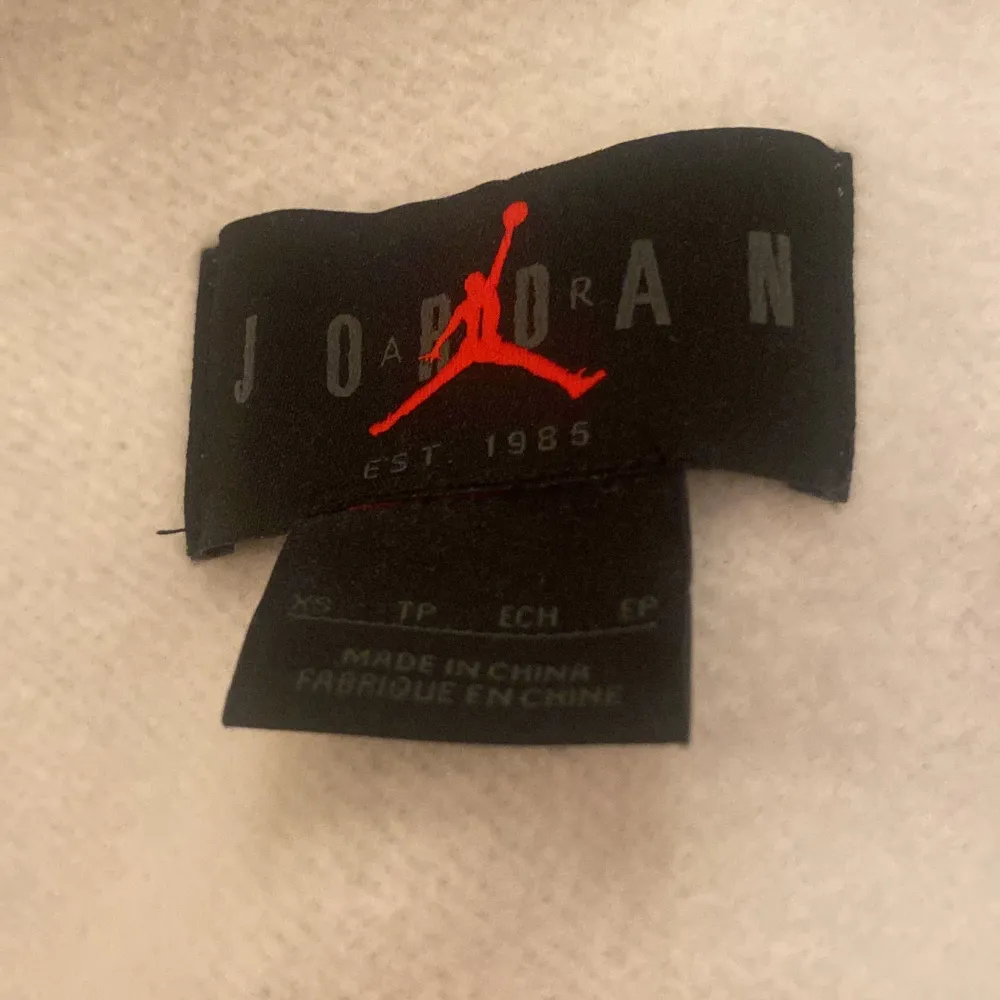 JORDAN
AIR
EST. 1985
XS TP ECH EP
MADE IN CHINA
FABRIQUE EN CHINE